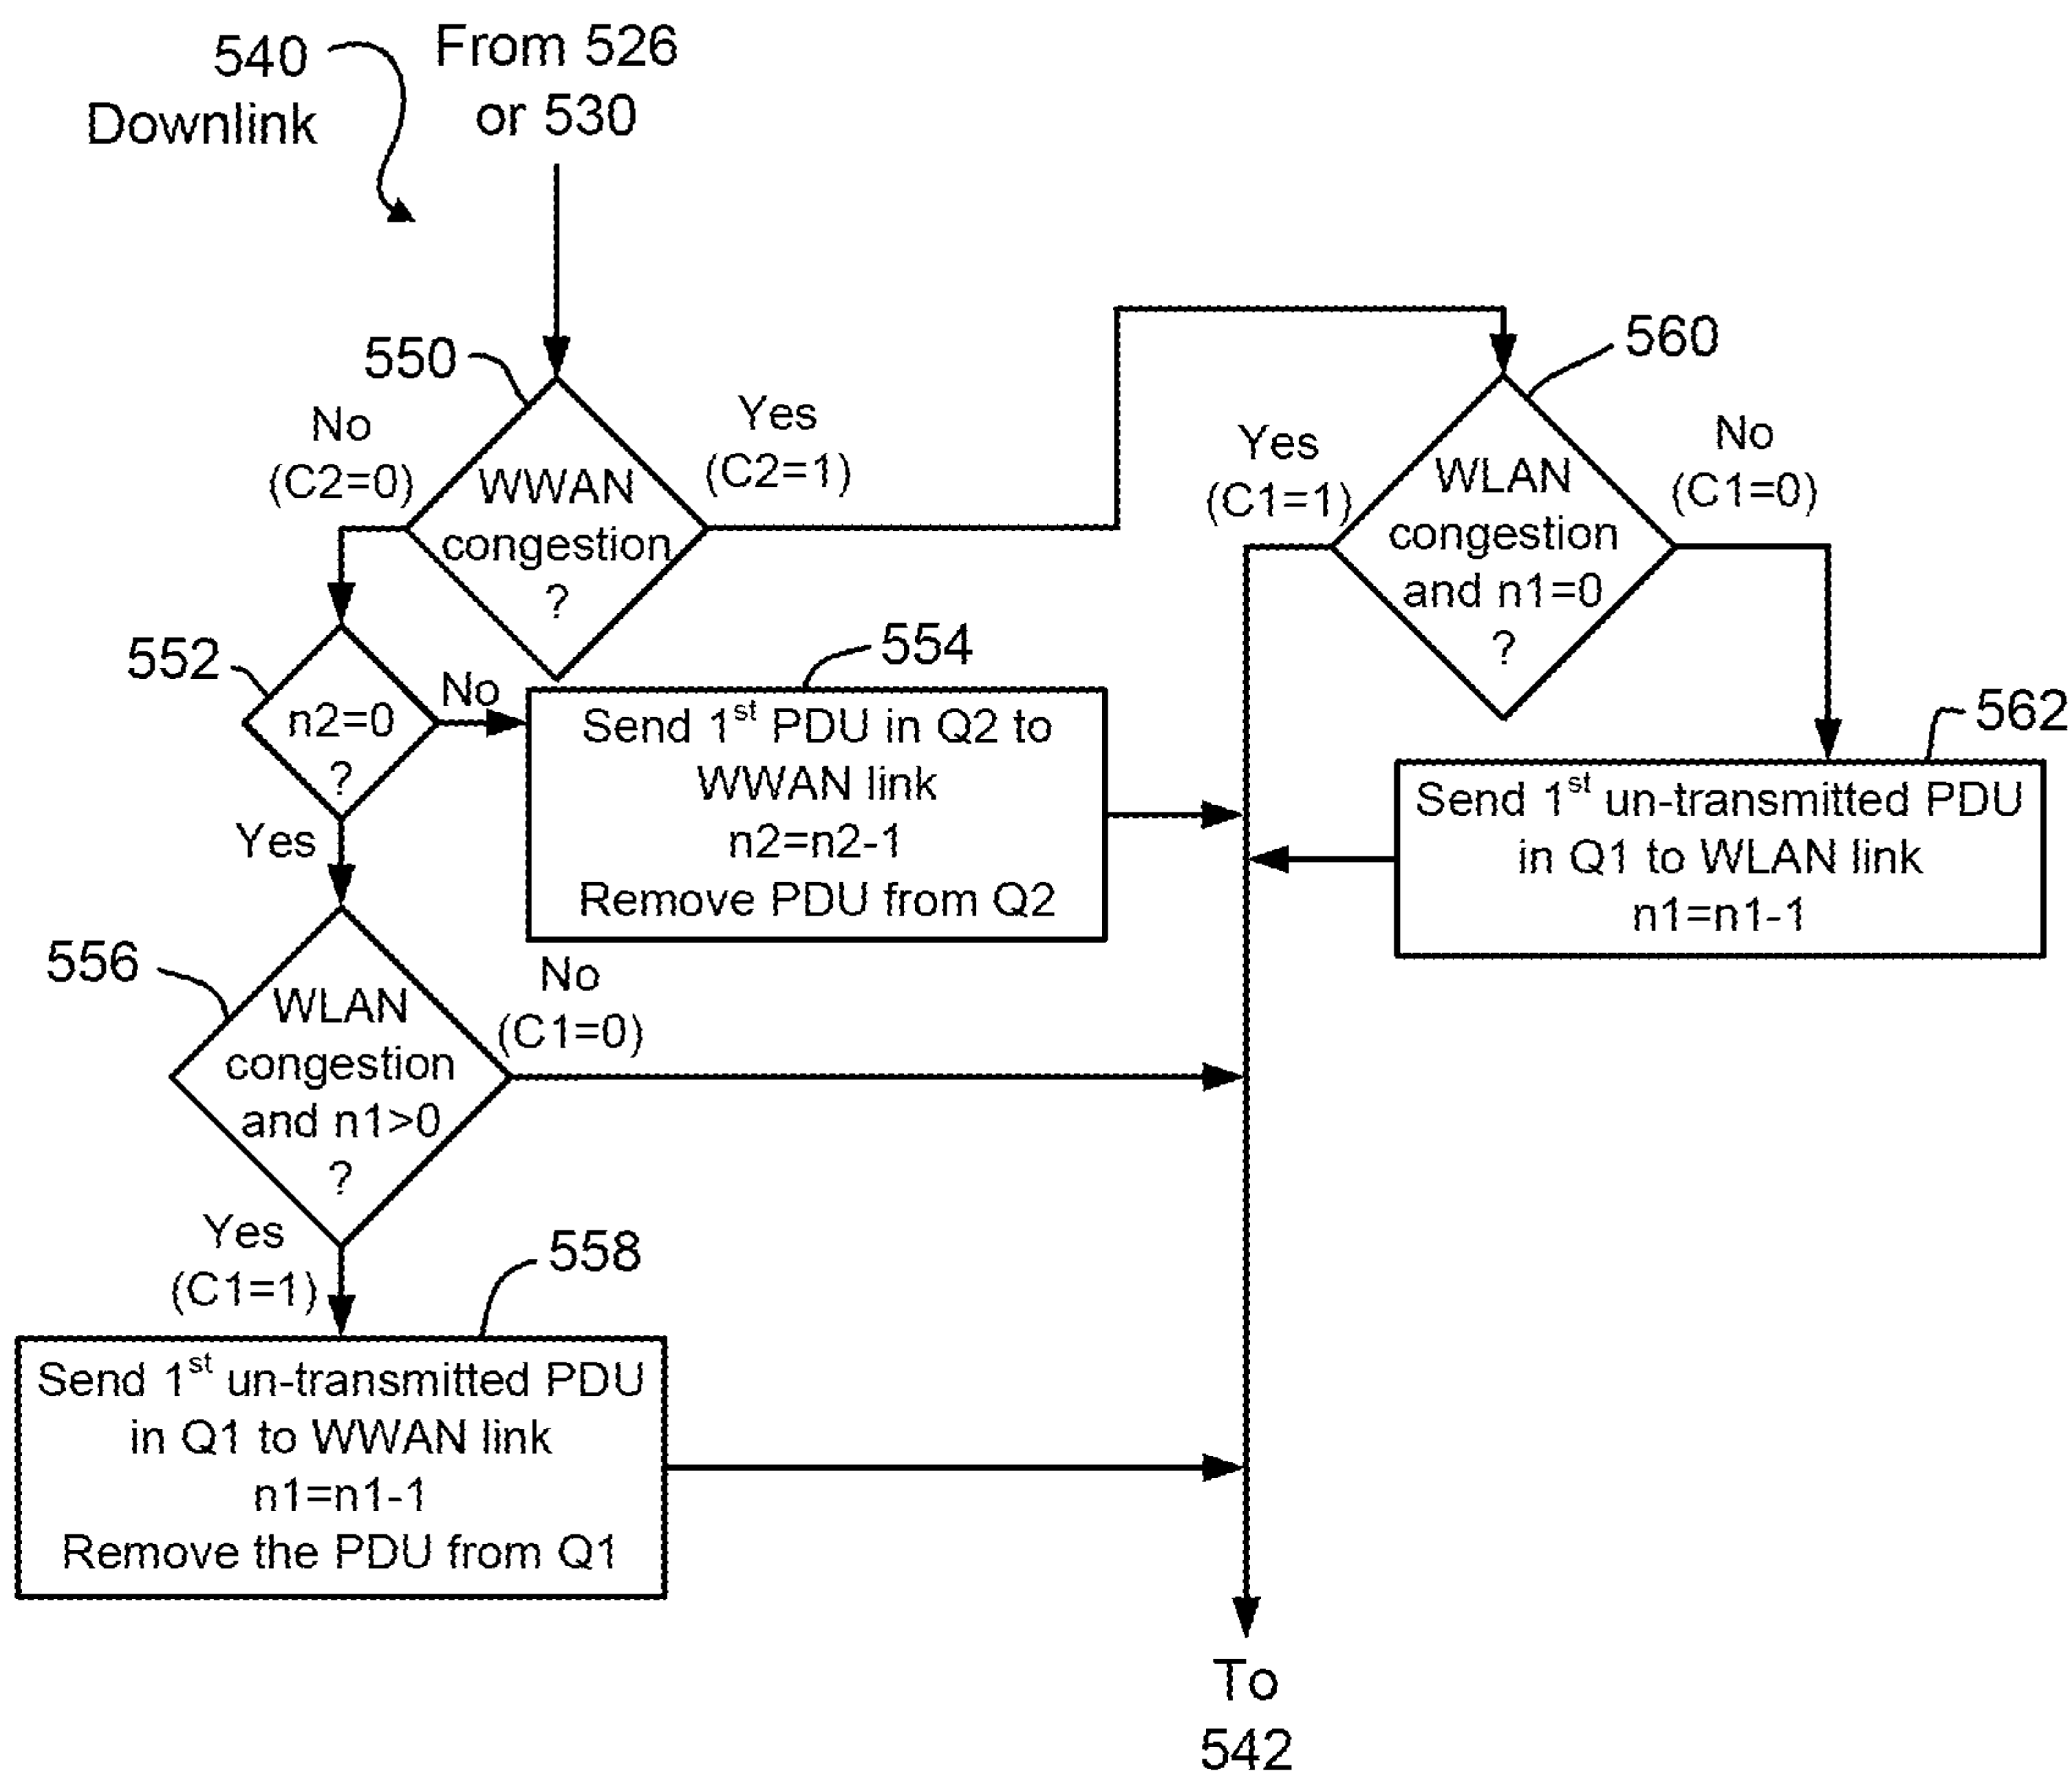 540
Downlink
From 526
or 530
550
No
(C2=0)
Yes
(C2=1)
WWAN
congestion
?
560
Yes
(C1=1)
No
(C1=0)
WLAN
congestion
and n1=0
?
552
n2=0
?
No
Yes
554
Send 1st PDU in Q2 to
WWAN link
n2=n2-1
Remove PDU from Q2
562
Send 1st un-transmitted PDU
in Q1 to WLAN link
n1=n1-1
556
WLAN
congestion
and n1>0
?
No
(C1=0)
Yes
(C1=1)
558
Send 1st un-transmitted PDU
in Q1 to WWAN link
n1=n1-1
Remove the PDU from Q1
To
542